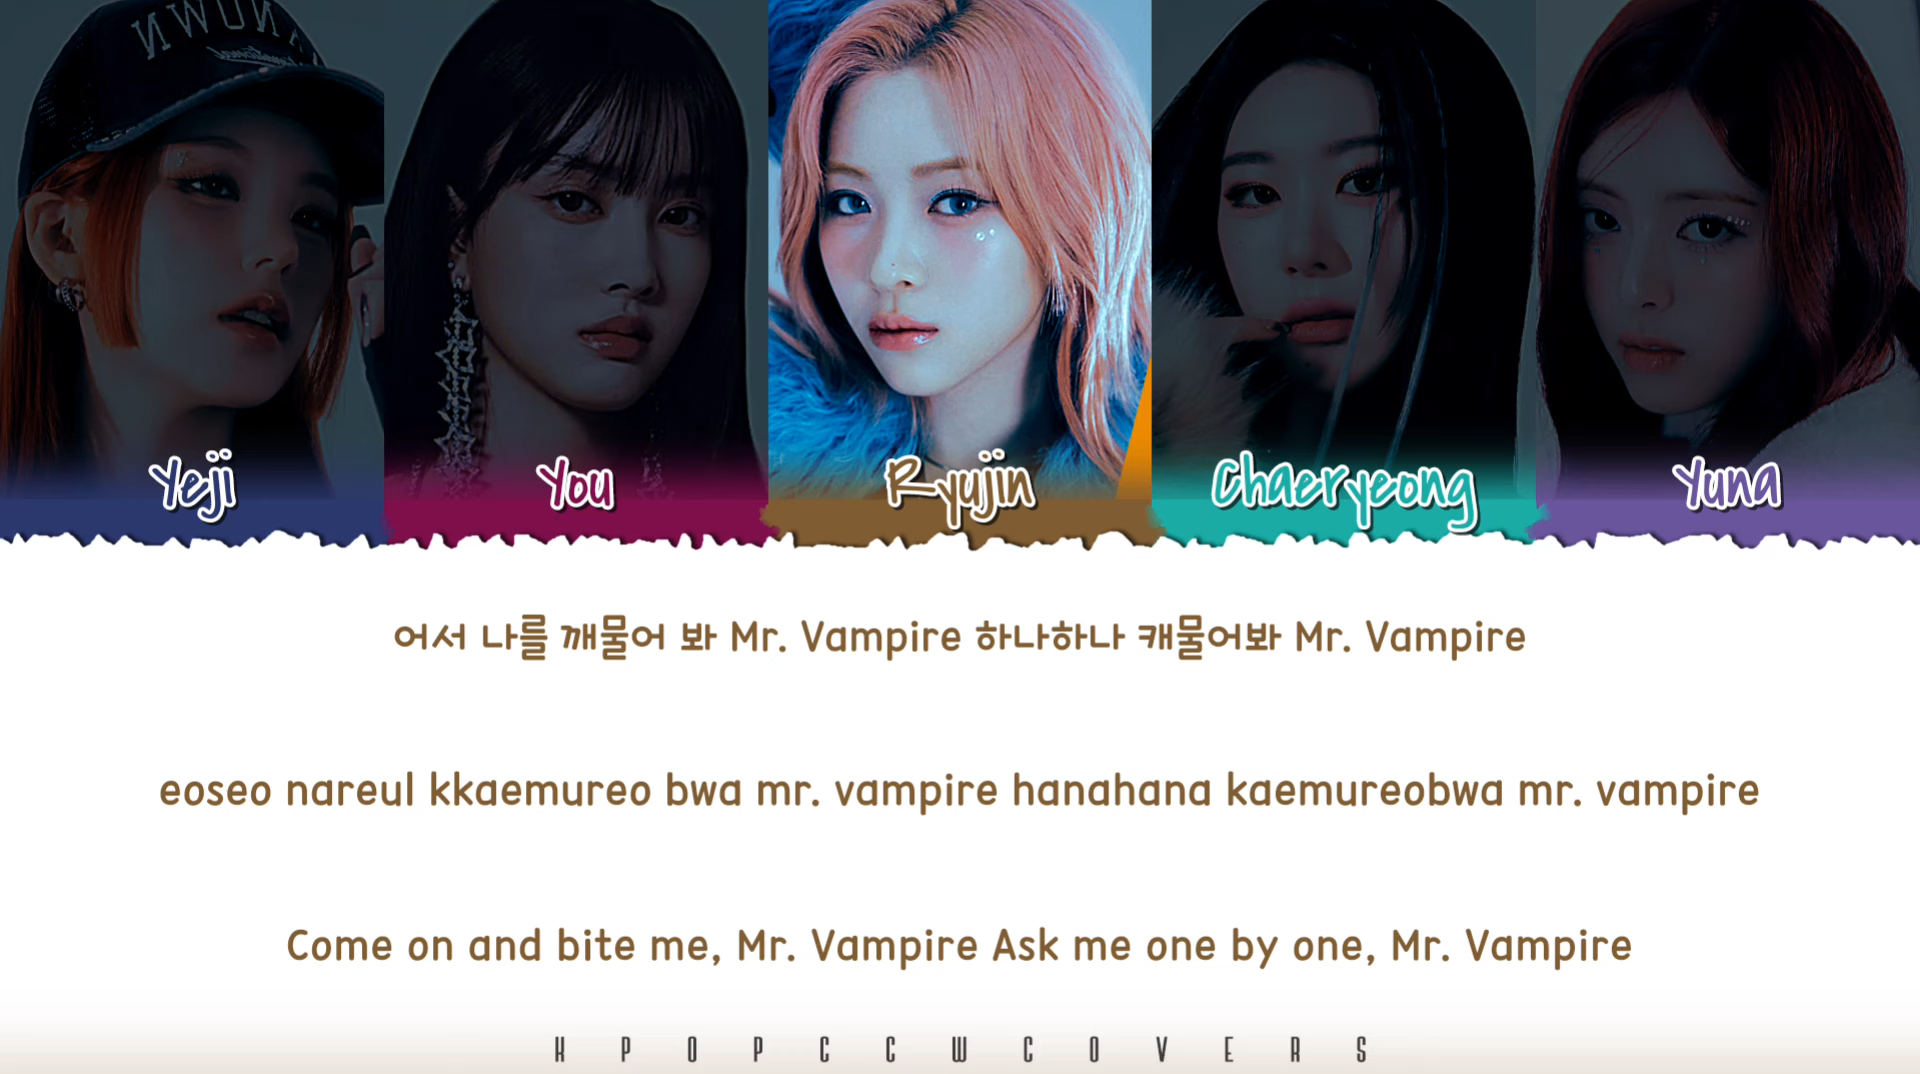 Yeji
You
Ryujin
Chaeryeong
Yuna
어서 나를 깨물어 봐 Mr. Vampire 하나하나 캐물어봐 Mr. Vampire
eoseo nareul kkaemureo bwa mr. vampire hanahana kaemureobwa mr. vampire
Come on and bite me, Mr. Vampire Ask me one by one, Mr. Vampire
KPOPCCWCOVERS